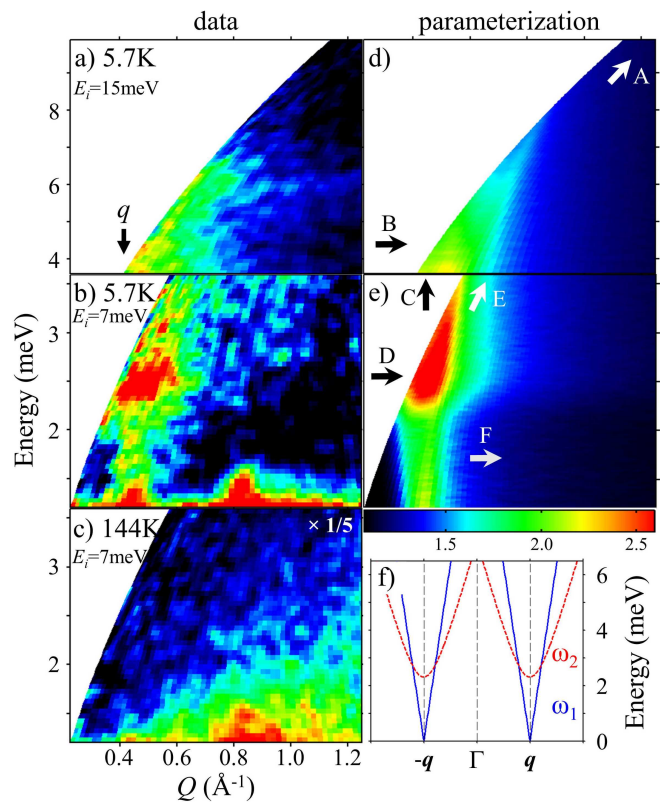 data parameterization
a) 5.7K
E_i=15meV
q
8
6
4
d)
A
B
b) 5.7K
E_i=7meV
3
2
C
E
e)
D
F
c) 144K
× 1/5
E_i=7meV
3
2
Energy (meV)
0.4 0.6 0.8 1.0 1.2
Q (Å⁻¹)
1.5 2.0 2.5
f)
6
4
2
0
ω₂
ω₁
Energy (meV)
-q Γ q